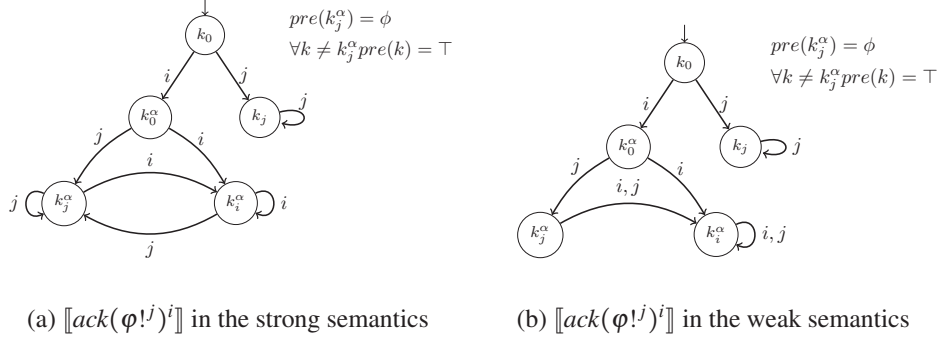 pre(k_j^α) = ϕ
∀k ≠ k_j^α pre(k) = ⊤
k_0
i
j
k_0^α
k_j
j
j
i
i
j
k_j^α
k_i^α
i
j
(a) ⟦ack(φ!^j)^i⟧ in the strong semantics
pre(k_j^α) = ϕ
∀k ≠ k_j^α pre(k) = ⊤
k_0
i
j
k_0^α
k_j
j
j
i
i, j
k_j^α
k_i^α
i, j
(b) ⟦ack(φ!^j)^i⟧ in the weak semantics